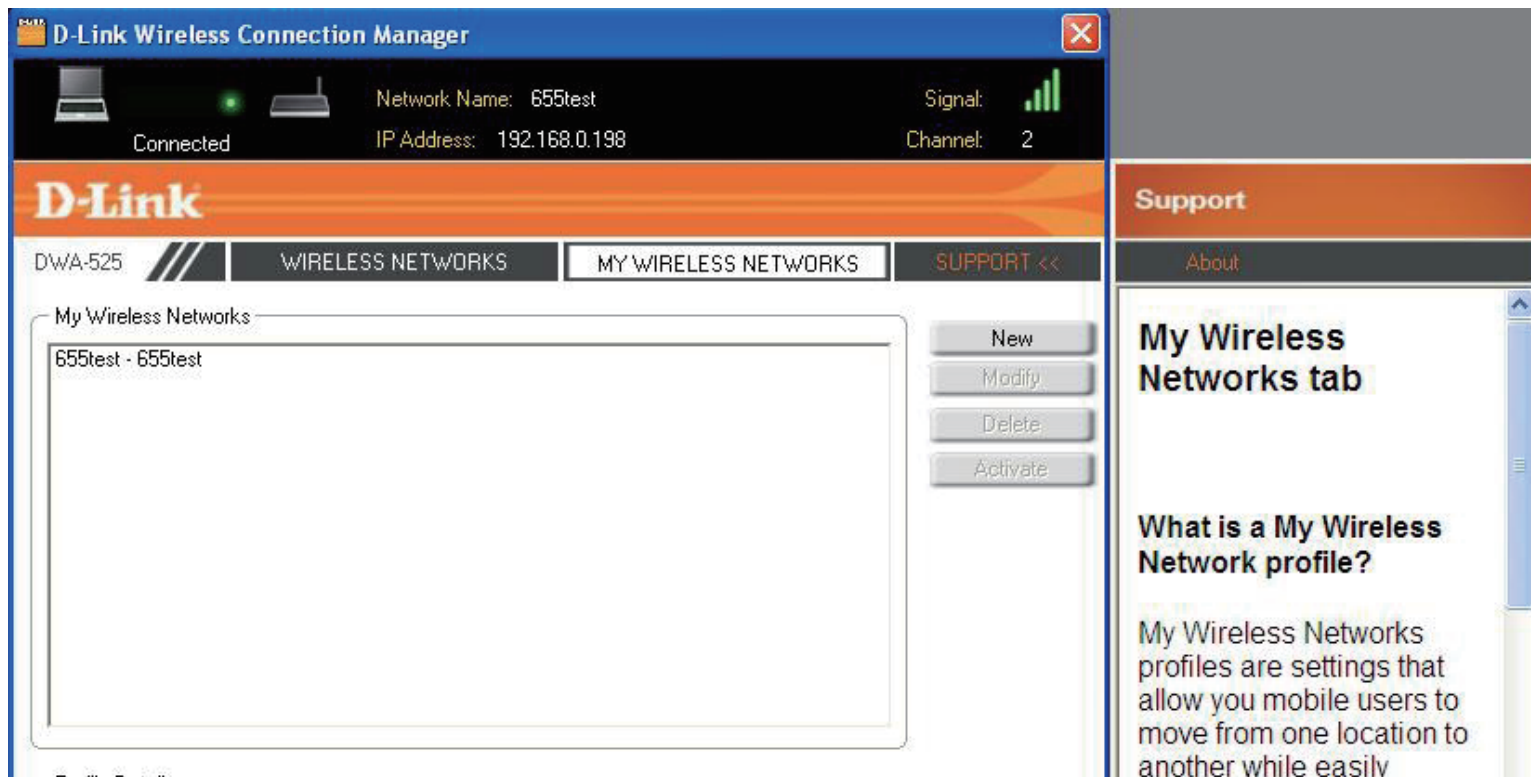 D-Link Wireless Connection Manager
Connected
Network Name: 655test
IP Address: 192.168.0.198
Signal:
Channel: 2
D-Link
DWA-525
WIRELESS NETWORKS
MY WIRELESS NETWORKS
SUPPORT <<
My Wireless Networks
655test - 655test
New
Modify
Delete
Activate
Support
About
My Wireless
Networks tab
What is a My Wireless
Network profile?
My Wireless Networks
profiles are settings that
allow you mobile users to
move from one location to
another while easily